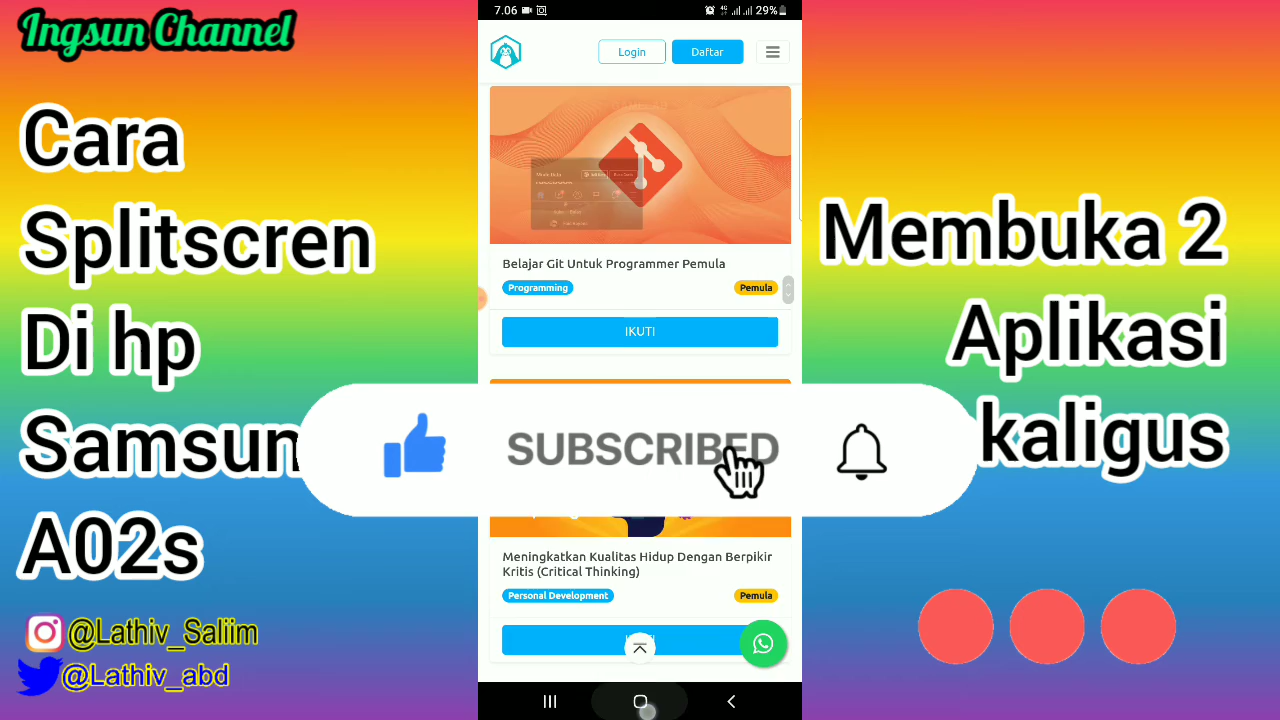 Ingsun Channel
Cara
Splitscren
Di hp
Samsun
A02s
@Lathiv_Saliim
@Lathiv_abd
7.06
29%
Login
Daftar
Belajar Git Untuk Programmer Pemula
Programming
Pemula
IKUTI
SUBSCRIBED
Meningkatkan Kualitas Hidup Dengan Berpikir
Kritis (Critical Thinking)
Personal Development
Pemula
Membuka 2
Aplikasi
kaligus